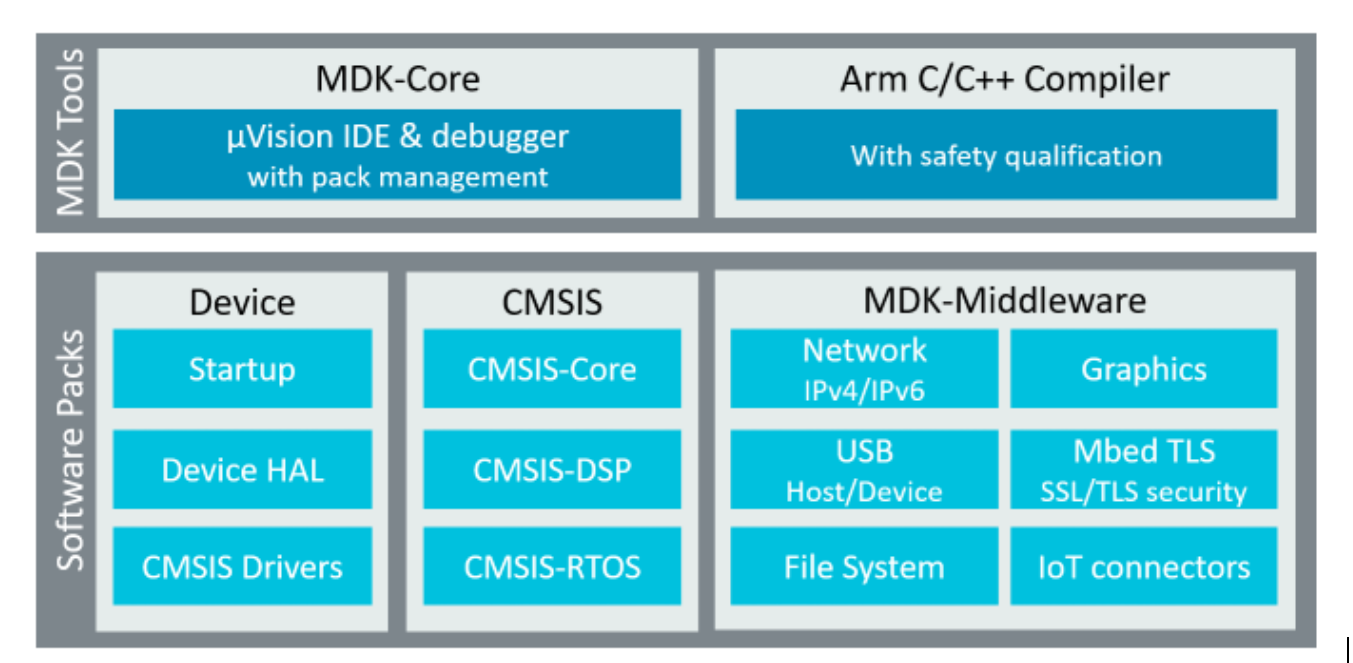 MDK Tools
MDK-Core
µVision IDE & debugger
with pack management
Arm C/C++ Compiler
With safety qualification
Software Packs
Device
Startup
Device HAL
CMSIS Drivers
CMSIS
CMSIS-Core
CMSIS-DSP
CMSIS-RTOS
MDK-Middleware
Network
IPv4/IPv6
Graphics
USB
Host/Device
Mbed TLS
SSL/TLS security
File System
IoT connectors